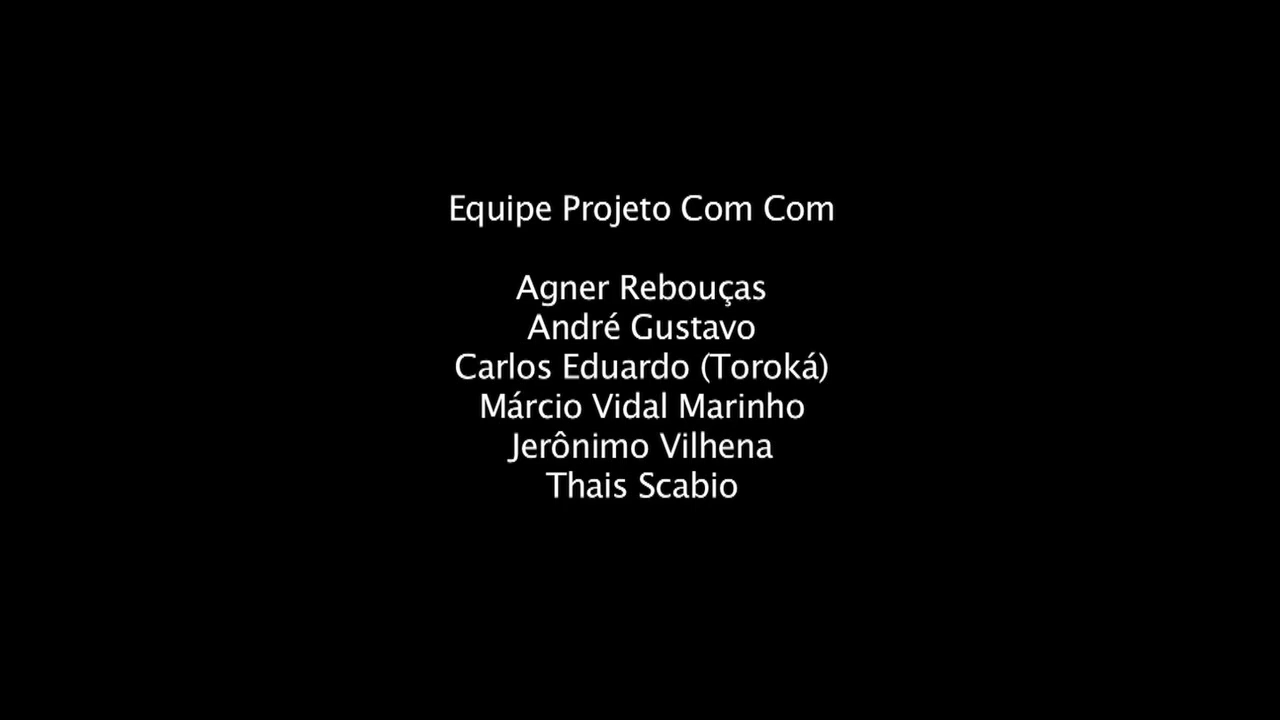 Equipe Projeto Com Com
Agner Rebouças
André Gustavo
Carlos Eduardo (Toroká)
Márcio Vidal Marinho
Jerônimo Vilhena
Thais Scabio